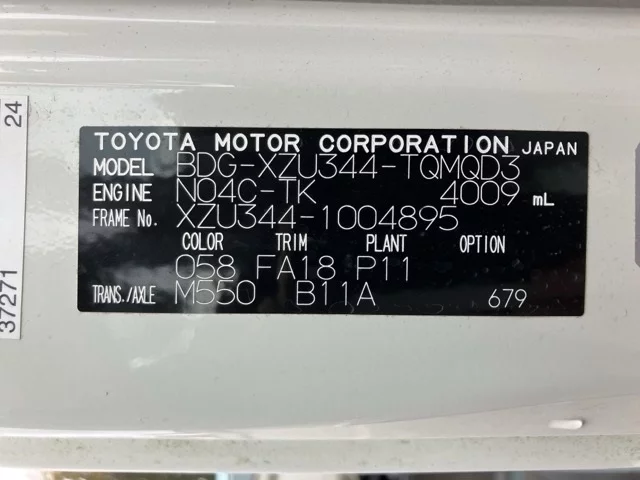 TOYOTA MOTOR CORPORATION JAPAN
MODEL BDG-XZU344-TQMQD3
ENGINE N04C-TK 4009 mL
FRAME No. XZU344-1004895
COLOR TRIM PLANT OPTION
058 FA18 P11
TRANS./AXLE M550 B11A 679
37271
24